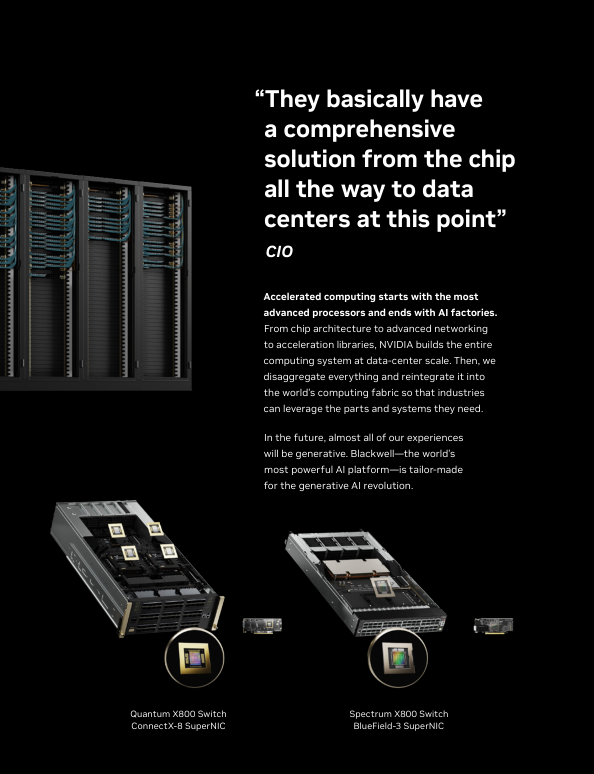 “They basically have
a comprehensive
solution from the chip
all the way to data
centers at this point”
CIO
Accelerated computing starts with the most
advanced processors and ends with AI factories.
From chip architecture to advanced networking
to acceleration libraries, NVIDIA builds the entire
computing system at data-center scale. Then, we
disaggregate everything and reintegrate it into
the world’s computing fabric so that industries
can leverage the parts and systems they need.
In the future, almost all of our experiences
will be generative. Blackwell—the world’s
most powerful AI platform—is tailor-made
for the generative AI revolution.
Quantum X800 Switch
ConnectX-8 SuperNIC
Spectrum X800 Switch
BlueField-3 SuperNIC